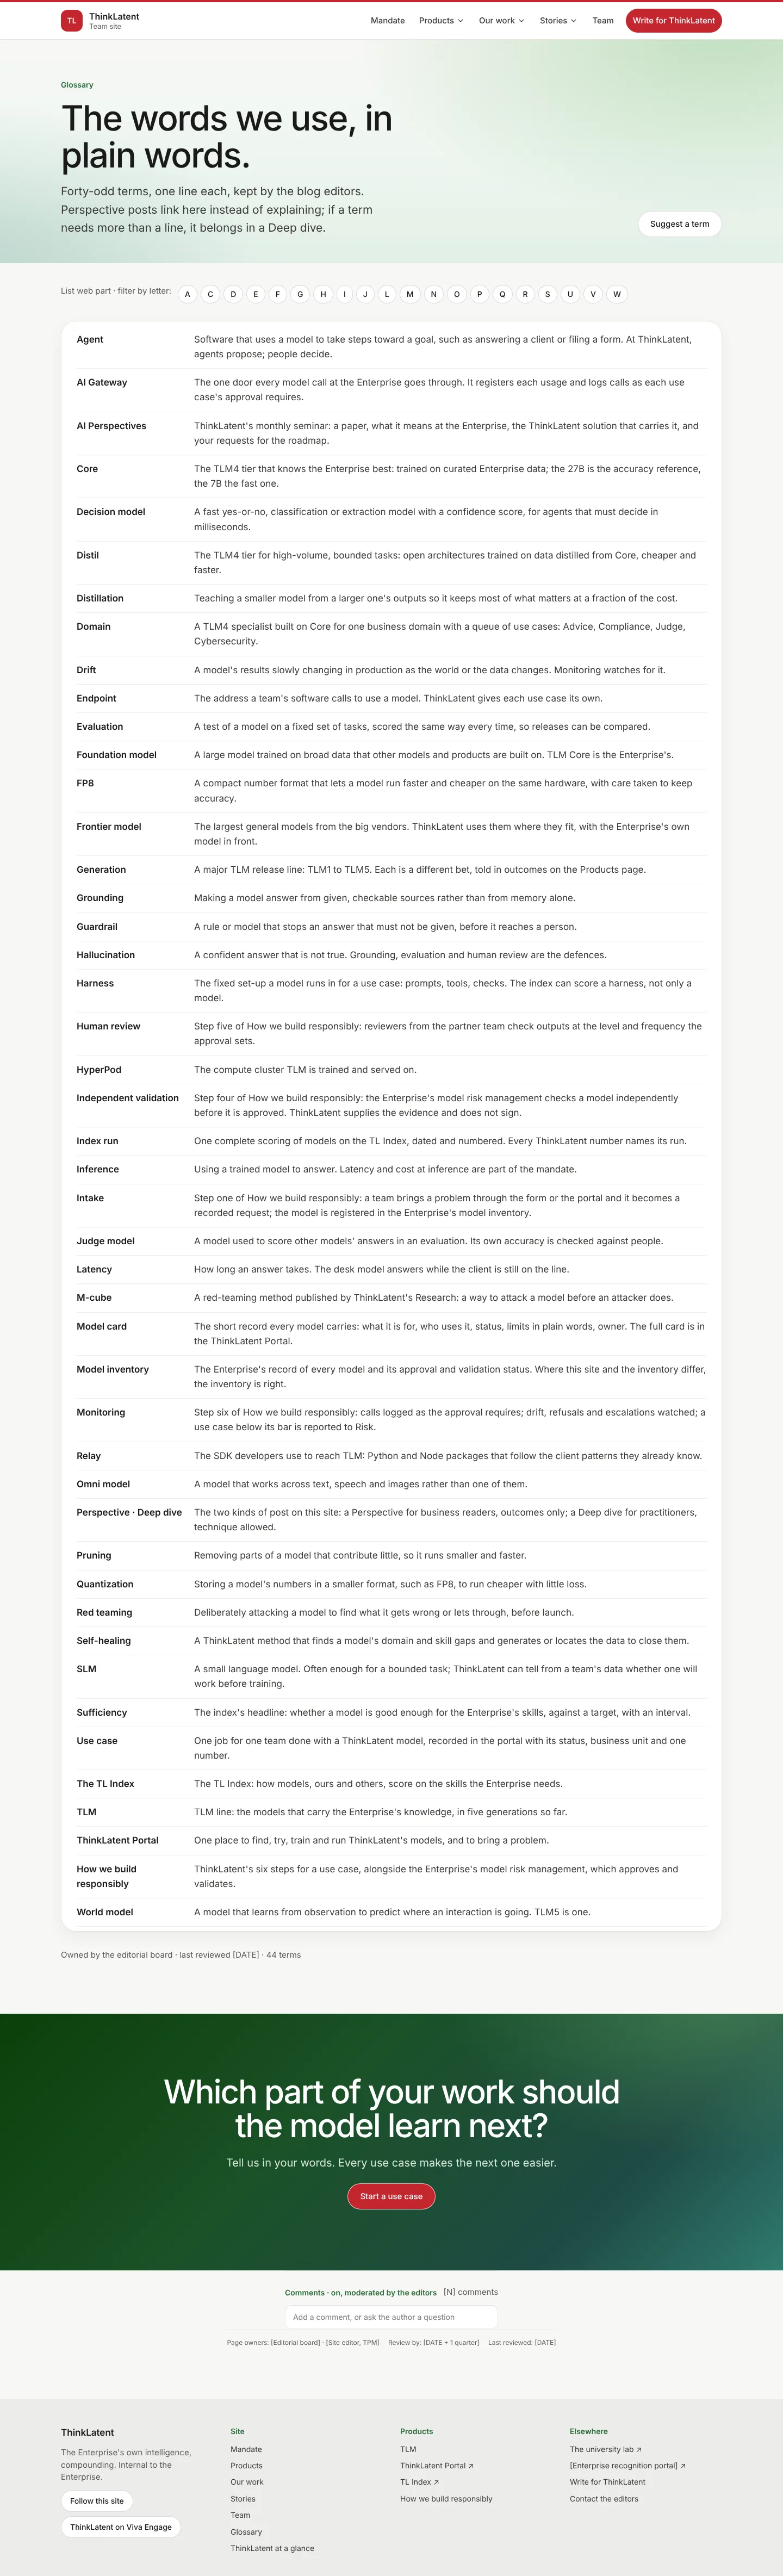 TL
ThinkLatent
Team site
Mandate
Products
Our work
Stories
Team
Write for ThinkLatent
Glossary
The words we use, in
plain words.
Forty-odd terms, one line each, kept by the blog editors.
Perspective posts link here instead of explaining; if a term
needs more than a line, it belongs in a Deep dive.
Suggest a term
List web part · filter by letter: A C D E F G H I J L M N O P Q R S U V W
Agent
Software that uses a model to take steps toward a goal, such as answering a client or filing a form. At ThinkLatent,
agents propose; people decide.
AI Gateway
The one door every model call at the Enterprise goes through. It registers each usage and logs calls as each use
case's approval requires.
AI Perspectives
ThinkLatent's monthly seminar: a paper, what it means at the Enterprise, the ThinkLatent solution that carries it, and
your requests for the roadmap.
Core
The TLM4 tier that knows the Enterprise best: trained on curated Enterprise data; the 27B is the accuracy reference,
the 7B the fast one.
Decision model
A fast yes-or-no, classification or extraction model with a confidence score, for agents that must decide in
milliseconds.
Distil
The TLM4 tier for high-volume, bounded tasks: open architectures trained on data distilled from Core, cheaper and
faster.
Distillation
Teaching a smaller model from a larger one's outputs so it keeps most of what matters at a fraction of the cost.
Domain
A TLM4 specialist built on Core for one business domain with a queue of use cases: Advice, Compliance, Judge,
Cybersecurity.
Drift
A model's results slowly changing in production as the world or the data changes. Monitoring watches for it.
Endpoint
The address a team's software calls to use a model. ThinkLatent gives each use case its own.
Evaluation
A test of a model on a fixed set of tasks, scored the same way every time, so releases can be compared.
Foundation model
A large model trained on broad data that other models and products are built on. TLM Core is the Enterprise's.
FP8
A compact number format that lets a model run faster and cheaper on the same hardware, with care taken to keep
accuracy.
Frontier model
The largest general models from the big vendors. ThinkLatent uses them where they fit, with the Enterprise's own
model in front.
Generation
A major TLM release line: TLM1 to TLM5. Each is a different bet, told in outcomes on the Products page.
Grounding
Making a model answer from given, checkable sources rather than from memory alone.
Guardrail
A rule or model that stops an answer that must not be given, before it reaches a person.
Hallucination
A confident answer that is not true. Grounding, evaluation and human review are the defences.
Harness
The fixed set-up a model runs in for a use case: prompts, tools, checks. The index can score a harness, not only a
model.
Human review
Step five of How we build responsibly: reviewers from the partner team check outputs at the level and frequency the
approval sets.
HyperPod
The compute cluster TLM is trained and served on.
Independent validation
Step four of How we build responsibly: the Enterprise's model risk management checks a model independently
before it is approved. ThinkLatent supplies the evidence and does not sign.
Index run
One complete scoring of models on the TL Index, dated and numbered. Every ThinkLatent number names its run.
Inference
Using a trained model to answer. Latency and cost at inference are part of the mandate.
Intake
Step one of How we build responsibly: a team brings a problem through the form or the portal and it becomes a
recorded request; the model is registered in the Enterprise's model inventory.
Judge model
A model used to score other models' answers in an evaluation. Its own accuracy is checked against people.
Latency
How long an answer takes. The desk model answers while the client is still on the line.
M-cube
A red-teaming method published by ThinkLatent's Research: a way to attack a model before an attacker does.
Model card
The short record every model carries: what it is for, who uses it, status, limits in plain words, owner. The full card is in
the ThinkLatent Portal.
Model inventory
The Enterprise's record of every model and its approval and validation status. Where this site and the inventory differ,
the inventory is right.
Monitoring
Step six of How we build responsibly: calls logged as the approval requires; drift, refusals and escalations watched; a
use case below its bar is reported to Risk.
Relay
The SDK developers use to reach TLM: Python and Node packages that follow the client patterns they already know.
Omni model
A model that works across text, speech and images rather than one of them.
Perspective · Deep dive
The two kinds of post on this site: a Perspective for business readers, outcomes only; a Deep dive for practitioners,
technique allowed.
Pruning
Removing parts of a model that contribute little, so it runs smaller and faster.
Quantization
Storing a model's numbers in a smaller format, such as FP8, to run cheaper with little loss.
Red teaming
Deliberately attacking a model to find what it gets wrong or lets through, before launch.
Self-healing
A ThinkLatent method that finds a model's domain and skill gaps and generates or locates the data to close them.
SLM
A small language model. Often enough for a bounded task; ThinkLatent can tell from a team's data whether one will
work before training.
Sufficiency
The index's headline: whether a model is good enough for the Enterprise's skills, against a target, with an interval.
Use case
One job for one team done with a ThinkLatent model, recorded in the portal with its status, business unit and one
number.
The TL Index
The TL Index: how models, ours and others, score on the skills the Enterprise needs.
TLM
TLM line: the models that carry the Enterprise's knowledge, in five generations so far.
ThinkLatent Portal
One place to find, try, train and run ThinkLatent's models, and to bring a problem.
How we build
responsibly
ThinkLatent's six steps for a use case, alongside the Enterprise's model risk management, which approves and
validates.
World model
A model that learns from observation to predict where an interaction is going. TLM5 is one.
Owned by the editorial board · last reviewed [DATE] · 44 terms
Which part of your work should
the model learn next?
Tell us in your words. Every use case makes the next one easier.
Start a use case
Comments · on, moderated by the editors [N] comments
Add a comment, or ask the author a question
Page owners: [Editorial board] · [Site editor, TPM] Review by: [DATE + 1 quarter] Last reviewed: [DATE]
ThinkLatent
The Enterprise's own intelligence,
compounding. Internal to the
Enterprise.
Follow this site
ThinkLatent on Viva Engage
Site
Mandate
Products
Our work
Stories
Team
Glossary
ThinkLatent at a glance
Products
TLM
ThinkLatent Portal ↗
TL Index ↗
How we build responsibly
Elsewhere
The university lab ↗
[Enterprise recognition portal] ↗
Write for ThinkLatent
Contact the editors